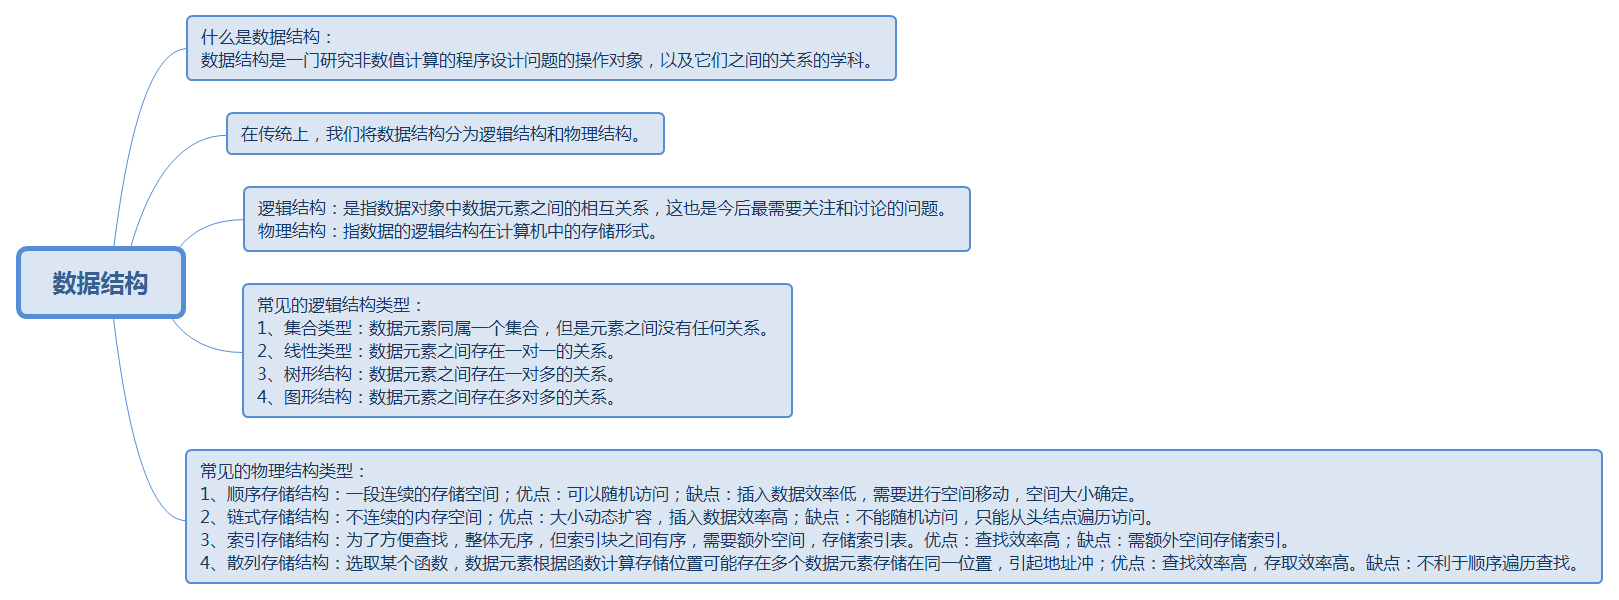 什么是数据结构：
数据结构是一门研究非数值计算的程序设计问题的操作对象，以及它们之间的关系的学科。
在传统上，我们将数据结构分为逻辑结构和物理结构。
逻辑结构：是指数据对象中数据元素之间的相互关系，这也是今后最需要关注和讨论的问题。
物理结构：指数据的逻辑结构在计算机中的存储形式。
数据结构
常见的逻辑结构类型：
1、集合类型：数据元素同属一个集合，但是元素之间没有任何关系。
2、线性类型：数据元素之间存在一对一的关系。
3、树形结构：数据元素之间存在一对多的关系。
4、图形结构：数据元素之间存在多对多的关系。
常见的物理结构类型：
1、顺序存储结构：一段连续的存储空间；优点：可以随机访问；缺点：插入数据效率低，需要进行空间移动，空间大小确定。
2、链式存储结构：不连续的内存空间；优点：大小动态扩容，插入数据效率高；缺点：不能随机访问，只能从头结点遍历访问。
3、索引存储结构：为了方便查找，整体无序，但索引块之间有序，需要额外空间，存储索引表。优点：查找效率高；缺点：需额外空间存储索引。
4、散列存储结构：选取某个函数，数据元素根据函数计算存储位置可能存在多个数据元素存储在同一位置，引起地址冲；优点：查找效率高，存取效率高。缺点：不利于顺序遍历查找。